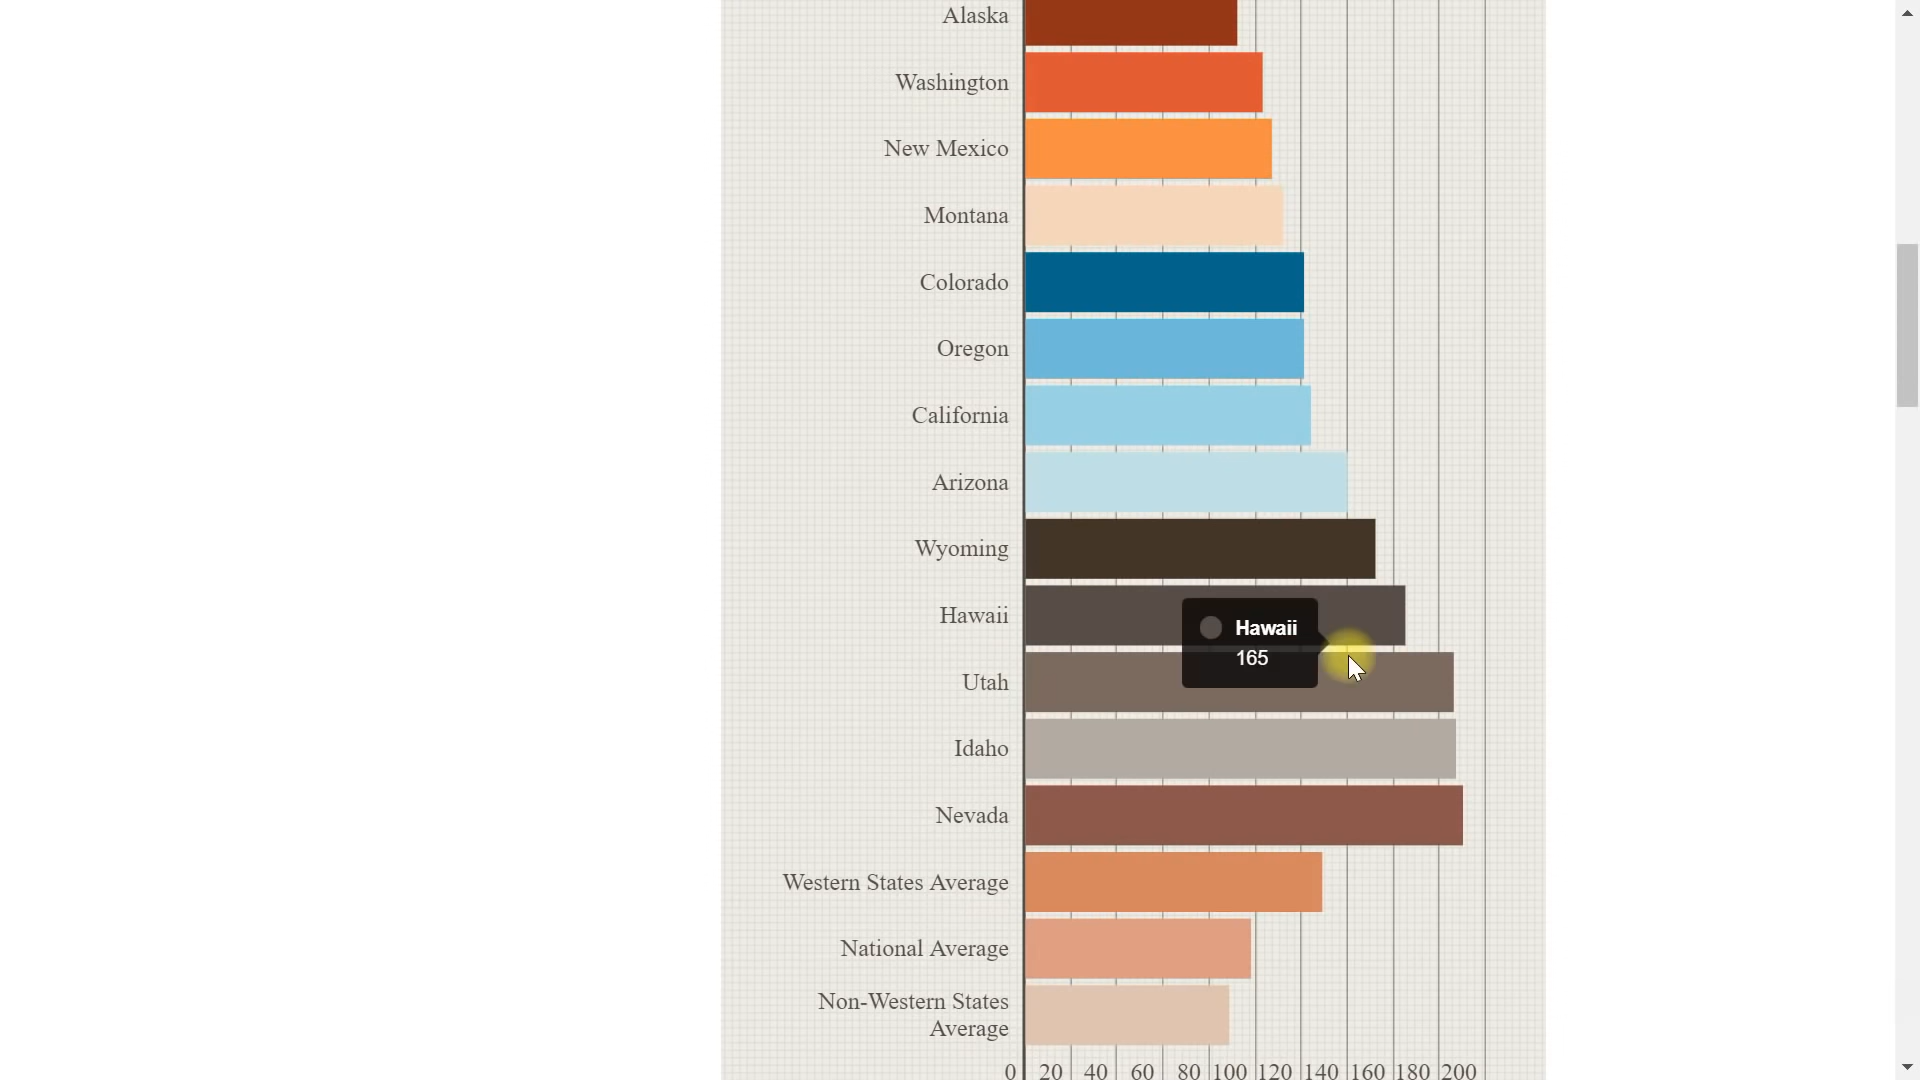 Alaska
Washington
New Mexico
Montana
Colorado
Oregon
California
Arizona
Wyoming
Hawaii
Hawaii
165
Utah
Idaho
Nevada
Western States Average
National Average
Non-Western States
Average
0 20 40 60 80 100 120 140 160 180 200